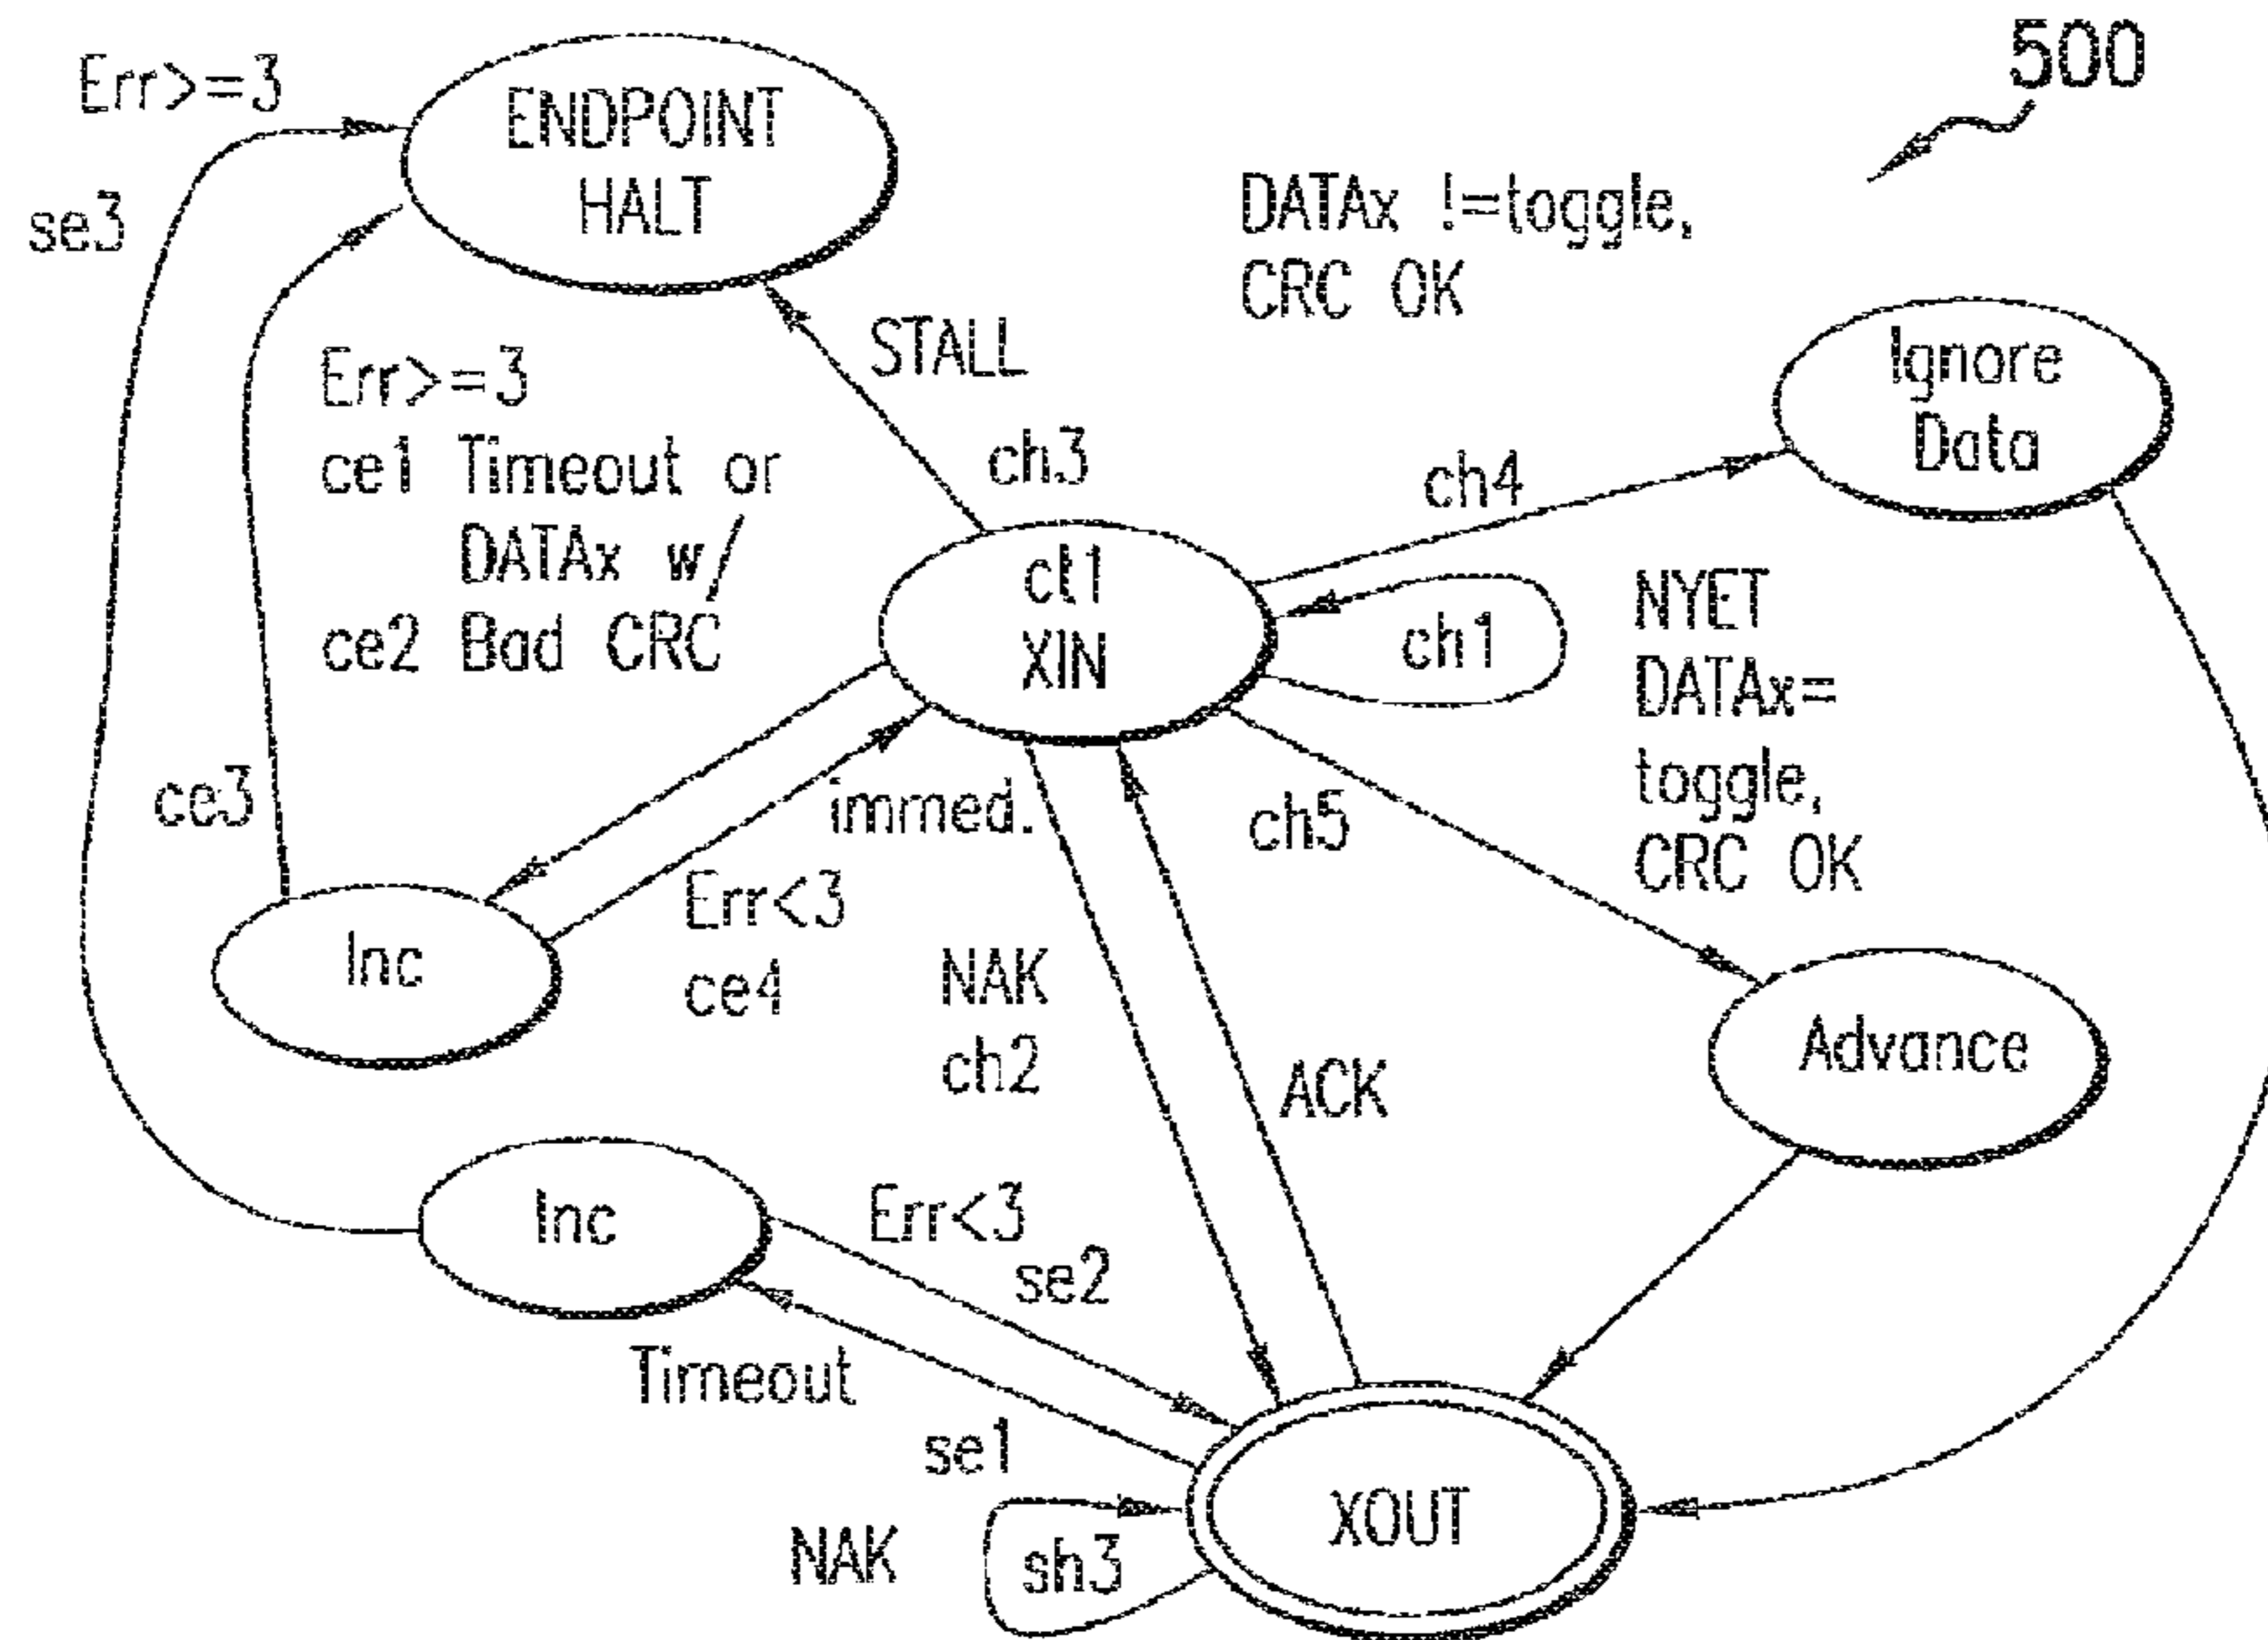 500
Err>=3
ENDPOINT
HALT
se3
DATAx !=toggle,
CRC OK
STALL
Ignore
Data
Err>=3
ce1 Timeout or
DATAx w/
ce2 Bad CRC
ch3
ch4
ct1
XIN
ch1
NYET
DATAx=
toggle,
CRC OK
ce3
immed.
ch5
Err<3
ce4
Inc
NAK
ch2
ACK
Advance
Inc
Err<3
se2
Timeout
se1
NAK
sh3
XOUT